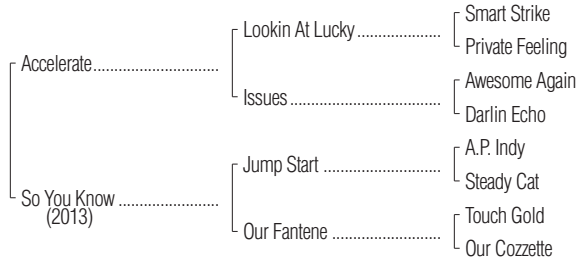 Smart Strike
Lookin At Lucky
Private Feeling
Accelerate
Awesome Again
Issues
Darlin Echo
A.P. Indy
Jump Start
Steady Cat
So You Know
(2013)
Touch Gold
Our Fantene
Our Cozzette